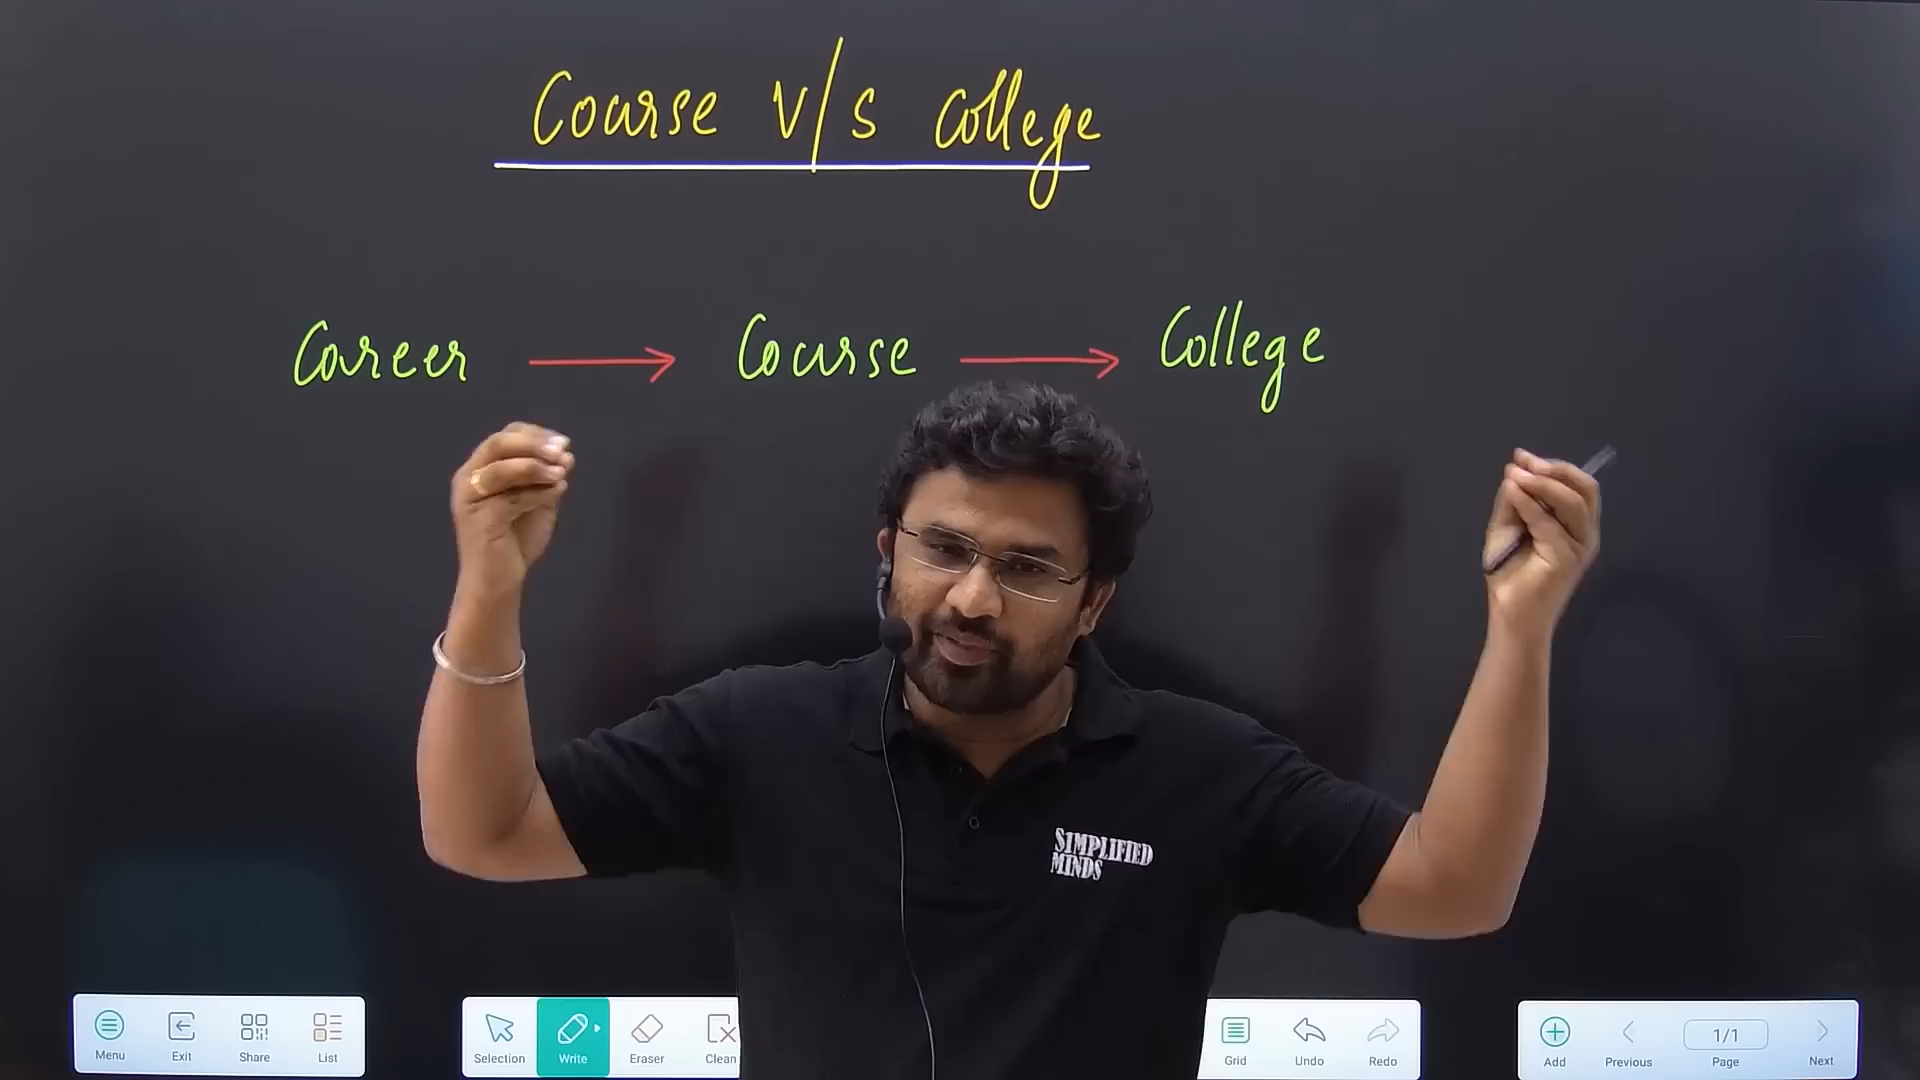 Course V/S College
Career → Course → College
SIMPLIFIED
MINDS
Menu Exit Share List Selection Write Eraser Clean Grid Undo Redo Add Previous 1/1 Page Next